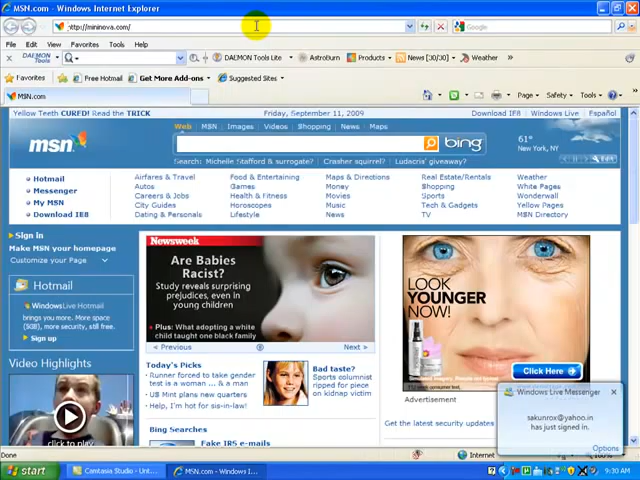 MSN.com - Windows Internet Explorer
http://mininova.com/
Google
File Edit View Favorites Tools Help
DAEMON Tools
DAEMON Tools Lite AstroBurn Products News [30/30] Weather
Favorites Free Hotmail Get More Add-ons Suggested Sites
MSN.com
Page Safety Tools
Yellow Teeth CURED! Read the TRICK
Friday, September 11, 2009
Download IE8 Windows Live Español
Web MSN Images Videos Shopping News Maps
msn
bing
61°
New York, NY
Edit
Search: Michelle Stafford & surrogate? Crasher squirrel? Ludacris' giveaway?
Hotmail
Messenger
My MSN
Download IE8
Airfares & Travel Food & Entertaining Maps & Directions Real Estate/Rentals Weather
Autos Games Money Shopping White Pages
Careers & Jobs Health & Fitness Movies Sports Wonderwall
City Guides Horoscopes Music Tech & Gadgets Yellow Pages
Dating & Personals Lifestyle News TV MSN Directory
Sign in
Make MSN your homepage
Customize your Page
Hotmail
Windows Live Hotmail
brings you more. More space
(5GB), more security, still free.
Sign up
Video Highlights
click to play
Newsweek
Are Babies
Racist?
Study reveals surprising
prejudices, even in
young children
Plus: What adopting a white
child taught one black family
< Previous
Next >
Today's Picks
Runner forced to take gender
test is a woman ... & a man
US Mint plans new quarters
Help, I'm hot for sis-in-law!
Bad taste?
Sports columnist
ripped for piece
on kidnap victim
Bing Searches
Fake IRS e-mails
LOOK
YOUNGER
NOW!
Click Here
Advertisement
Get the latest security updates
Windows Live Messenger
sakunrox@yahoo.in
has just signed in.
Options
Done
Internet
100%
start
Camtasia Studio - Unt...
MSN.com - Windows I...
9:30 AM